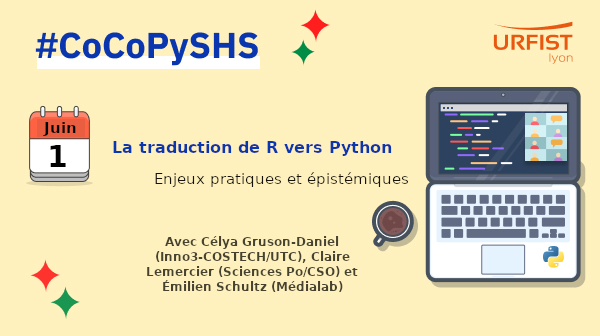 #CoCoPySHS
URFIST
lyon
Juin
1
La traduction de R vers Python
Enjeux pratiques et épistémiques
Avec Célya Gruson-Daniel
(Inno3-COSTECH/UTC), Claire
Lemercier (Sciences Po/CSO) et
Émilien Schultz (Médialab)